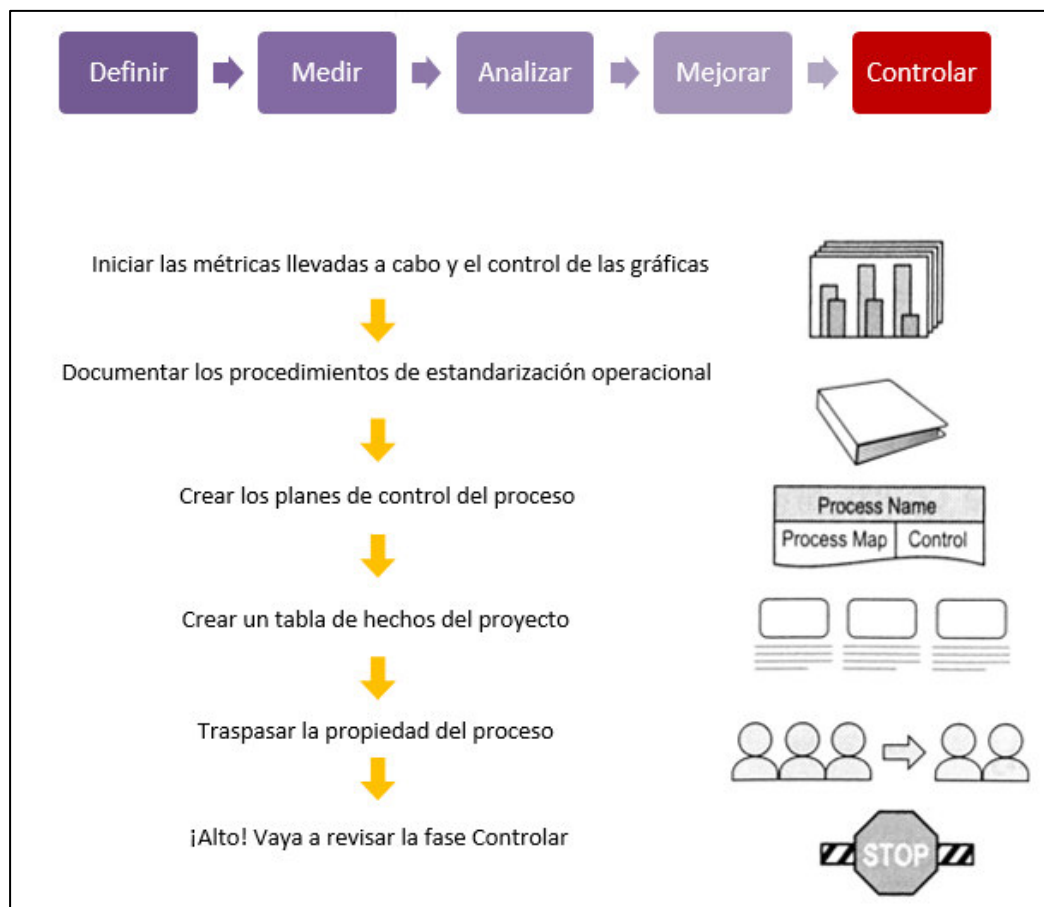 Definir
Medir
Analizar
Mejorar
Controlar
Iniciar las métricas llevadas a cabo y el control de las gráficas
Documentar los procedimientos de estandarización operacional
Crear los planes de control del proceso
Process Name
Process Map
Control
Crear un tabla de hechos del proyecto
Traspasar la propiedad del proceso
¡Alto! Vaya a revisar la fase Controlar
STOP